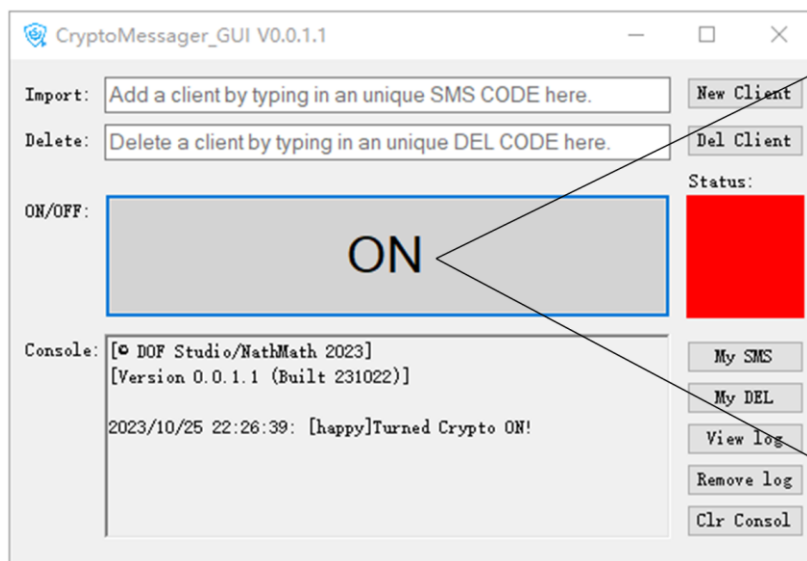 CryptoMessager_GUI V0.0.1.1
Import: Add a client by typing in an unique SMS CODE here. New Client
Delete: Delete a client by typing in an unique DEL CODE here. Del Client
Status:
ON/OFF: ON
Console: [© DOF Studio/NathMath 2023]
[Version 0.0.1.1 (Built 231022)]
2023/10/25 22:26:39: [happy]Turned Crypto ON!
My SMS
My DEL
View log
Remove log
Clr Consol